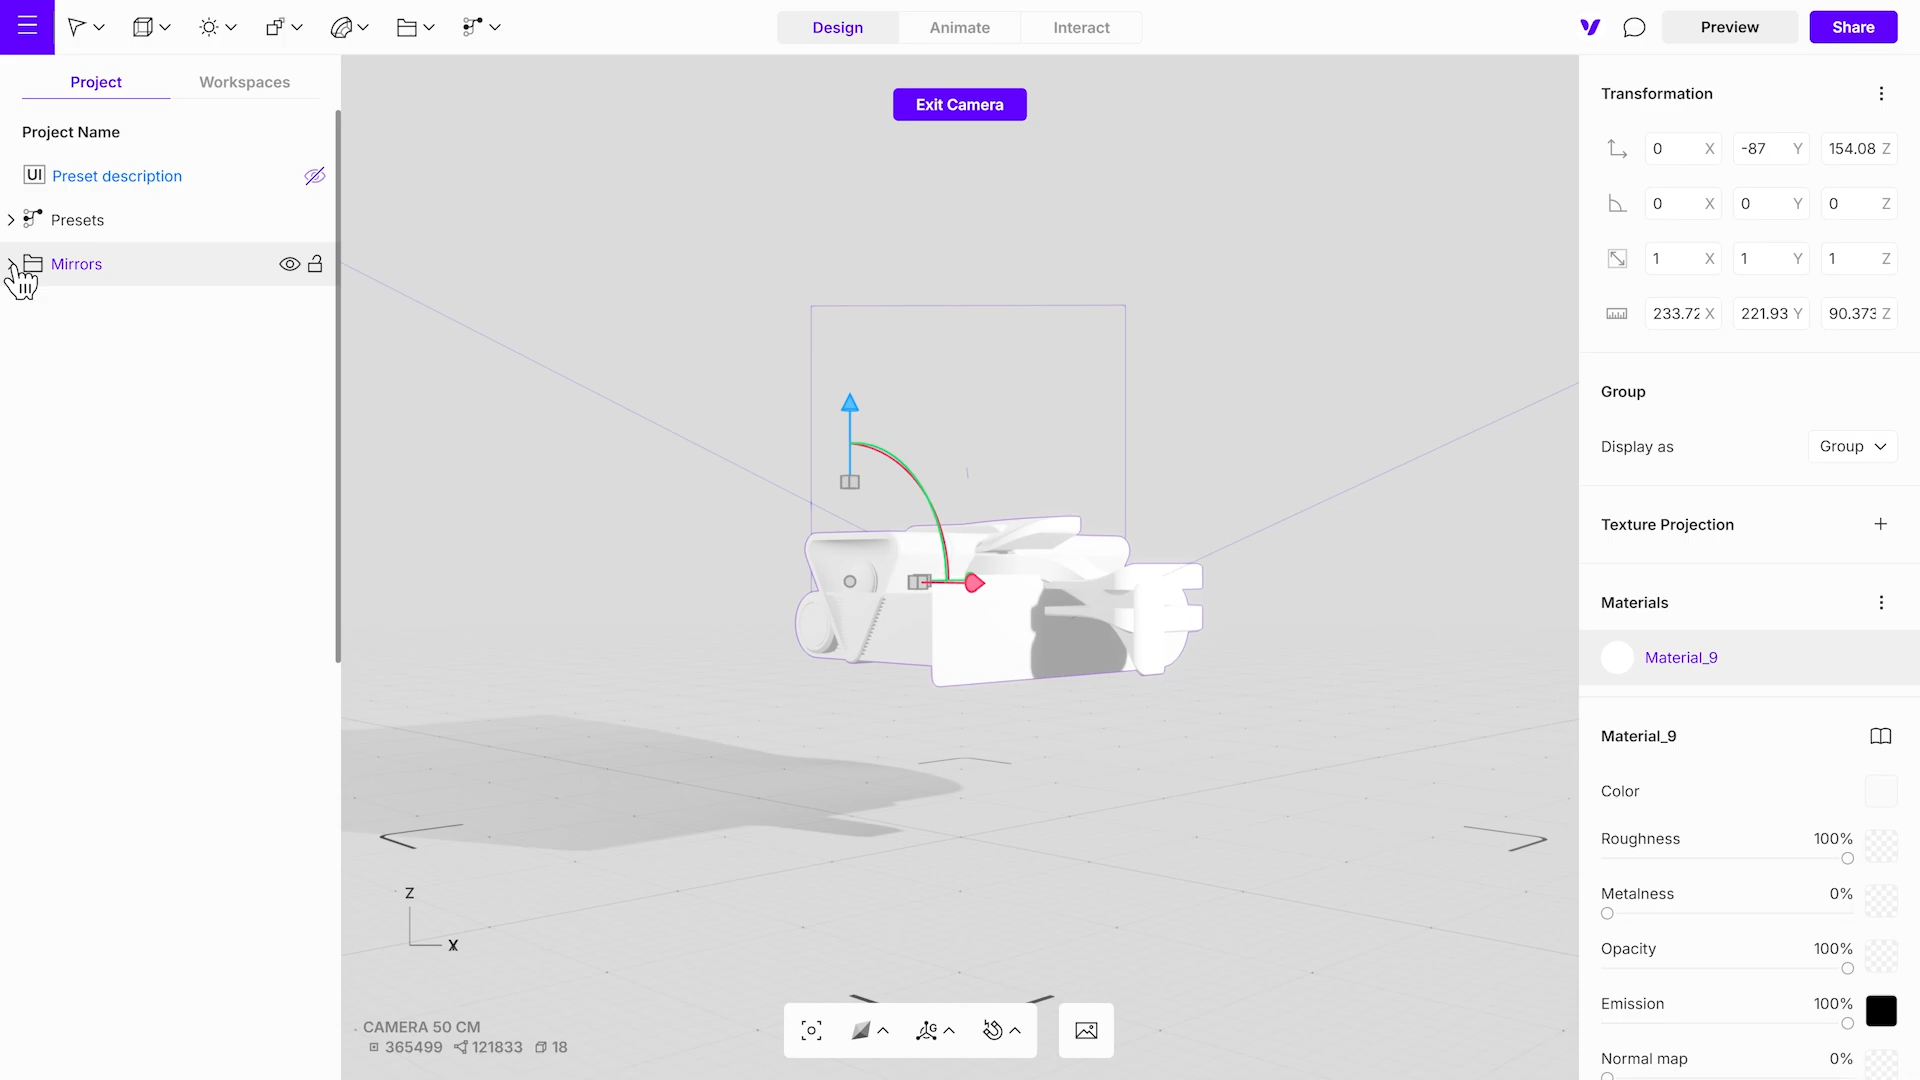 Design
Animate
Interact
Preview
Share
Project
Workspaces
Project Name
UI Preset description
Presets
Mirrors
Exit Camera
Z
X
CAMERA 50 CM
365499 121833 18
Transformation
0 X -87 Y 154.08 Z
0 X 0 Y 0 Z
1 X 1 Y 1 Z
233.72 X 221.93 Y 90.373 Z
Group
Display as Group
Texture Projection
Materials
Material_9
Material_9
Color
Roughness 100%
Metalness 0%
Opacity 100%
Emission 100%
Normal map 0%